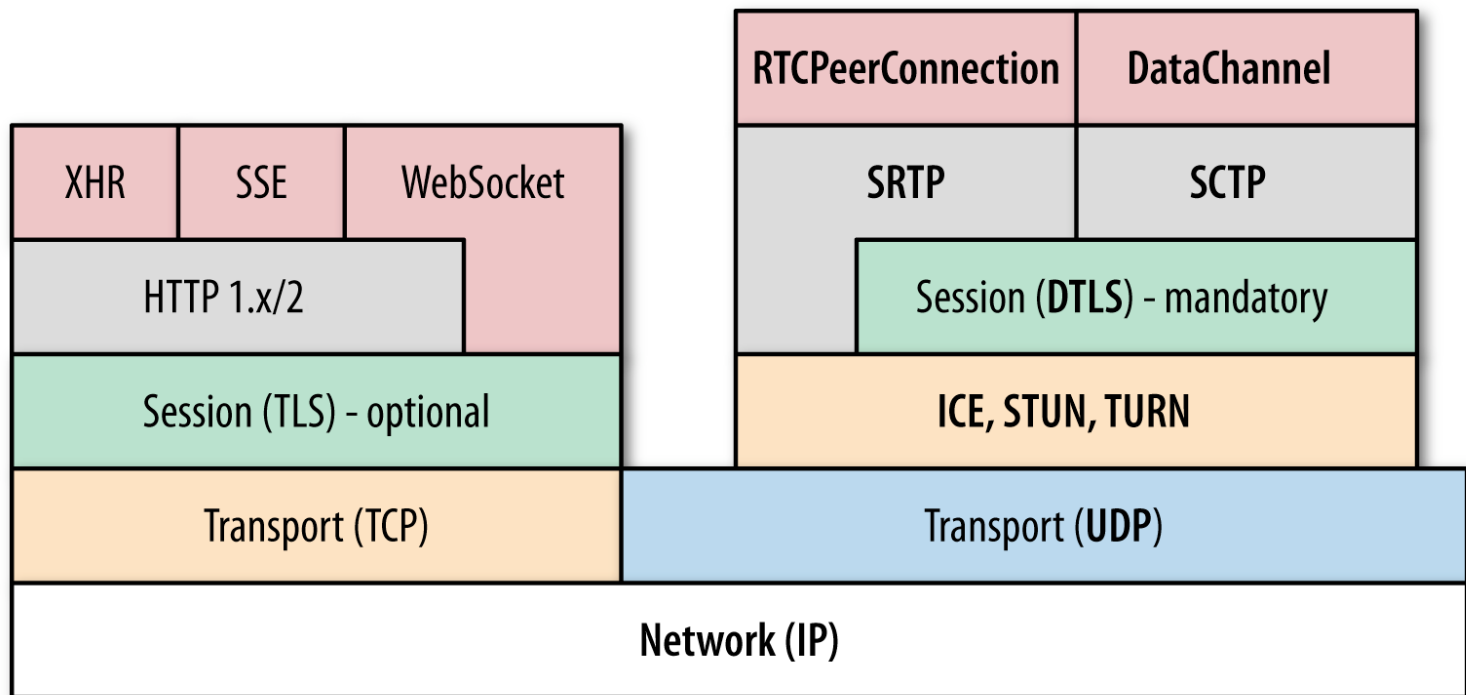 RTCPeerConnection
DataChannel
XHR
SSE
WebSocket
SRTP
SCTP
HTTP 1.x/2
Session (DTLS) - mandatory
Session (TLS) - optional
ICE, STUN, TURN
Transport (TCP)
Transport (UDP)
Network (IP)